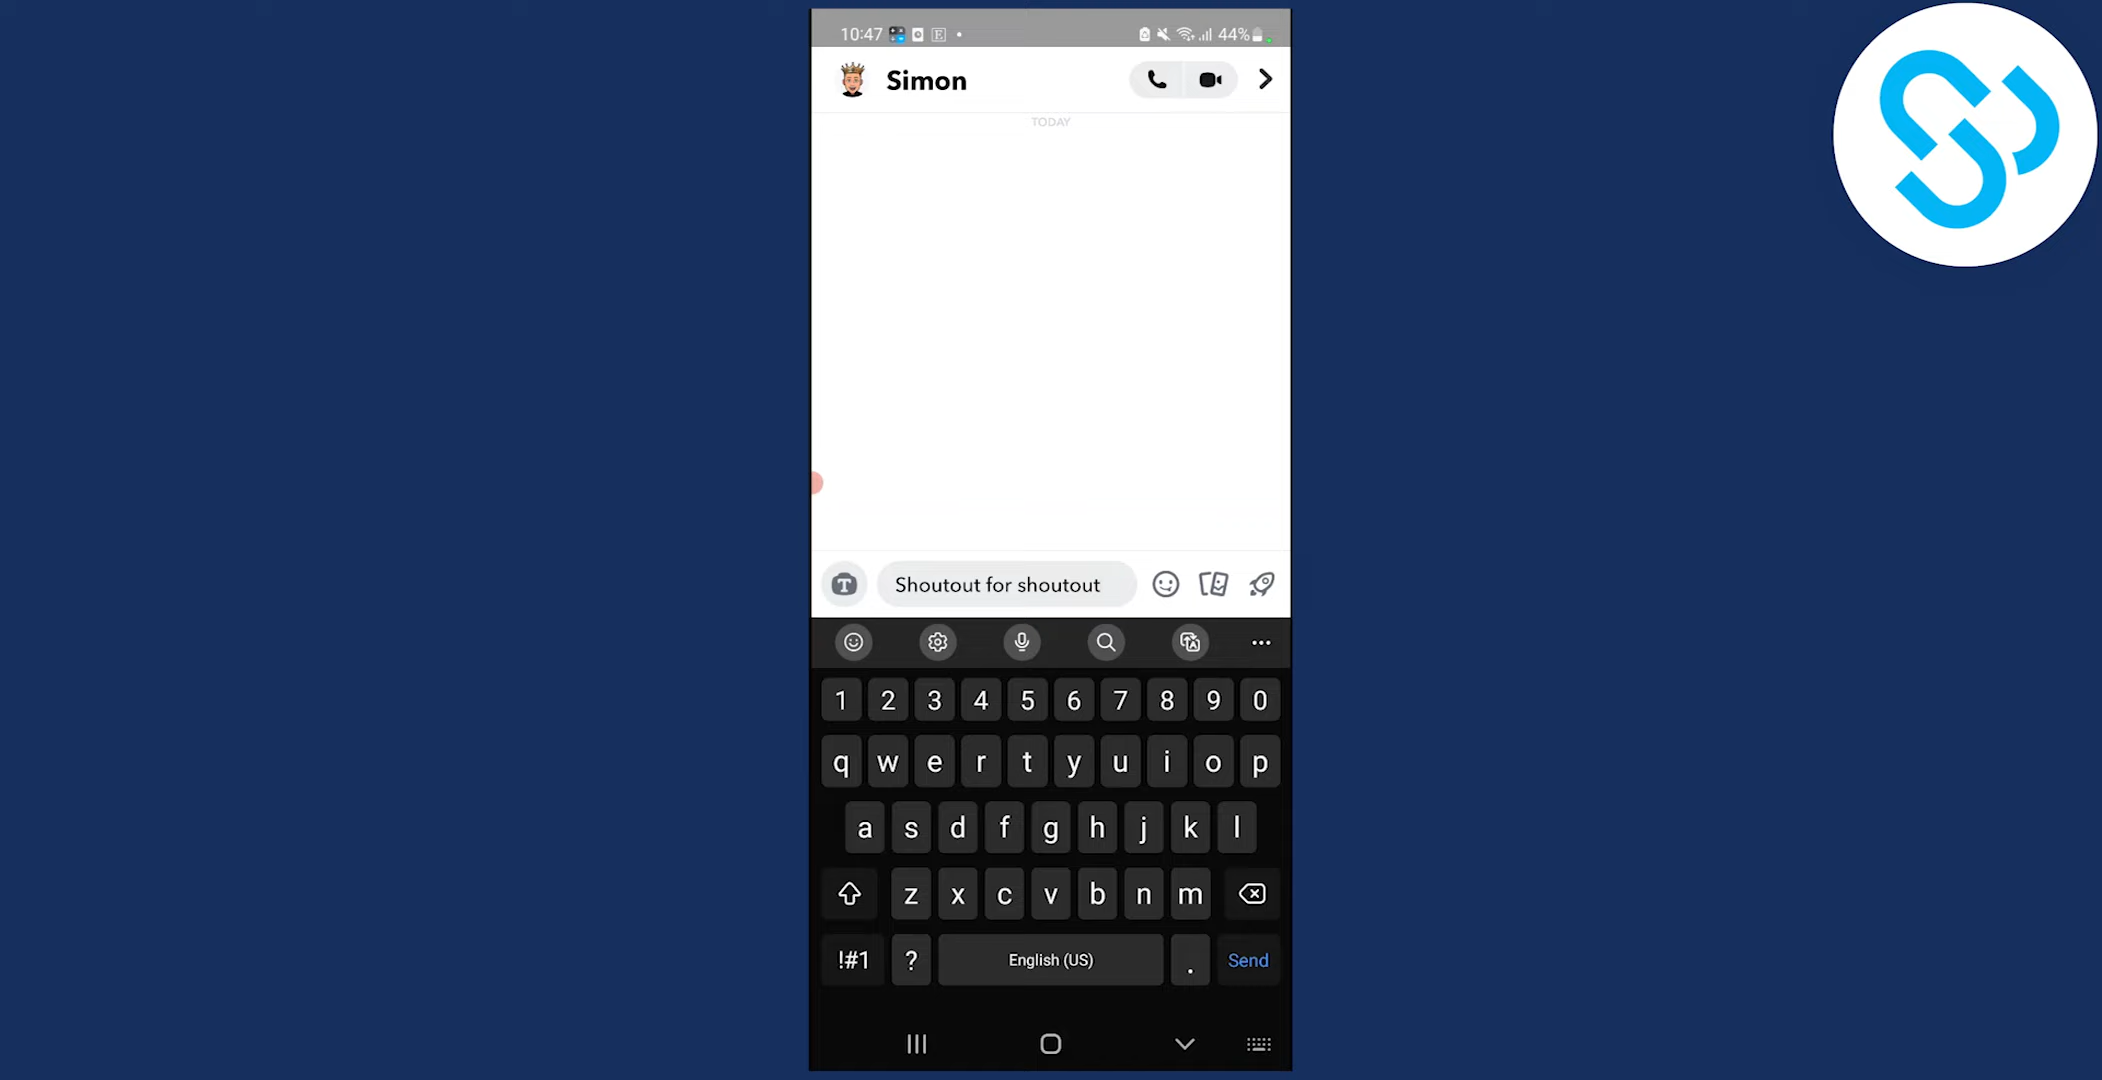 10:47 E 44%
Simon
TODAY
T Shoutout for shoutout
1 2 3 4 5 6 7 8 9 0
q w e r t y u i o p
a s d f g h j k l
z x c v b n m
!#1 ? English (US) . Send